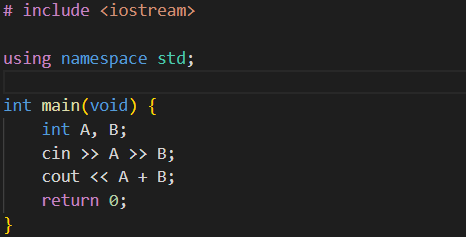 # include <iostream>
using namespace std;
int main(void) {
    int A, B;
    cin >> A >> B;
    cout << A + B;
    return 0;
}